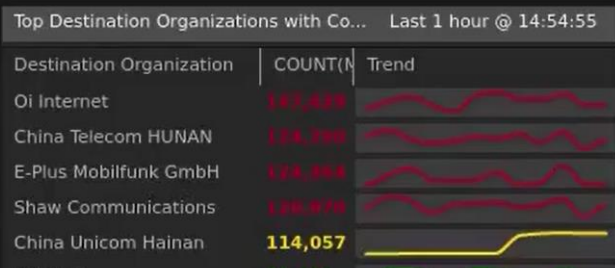 Top Destination Organizations with Co... Last 1 hour @ 14:54:55
Destination Organization COUNT(M Trend
Oi Internet
China Telecom HUNAN
E-Plus Mobilfunk GmbH
Shaw Communications
China Unicom Hainan 114,057